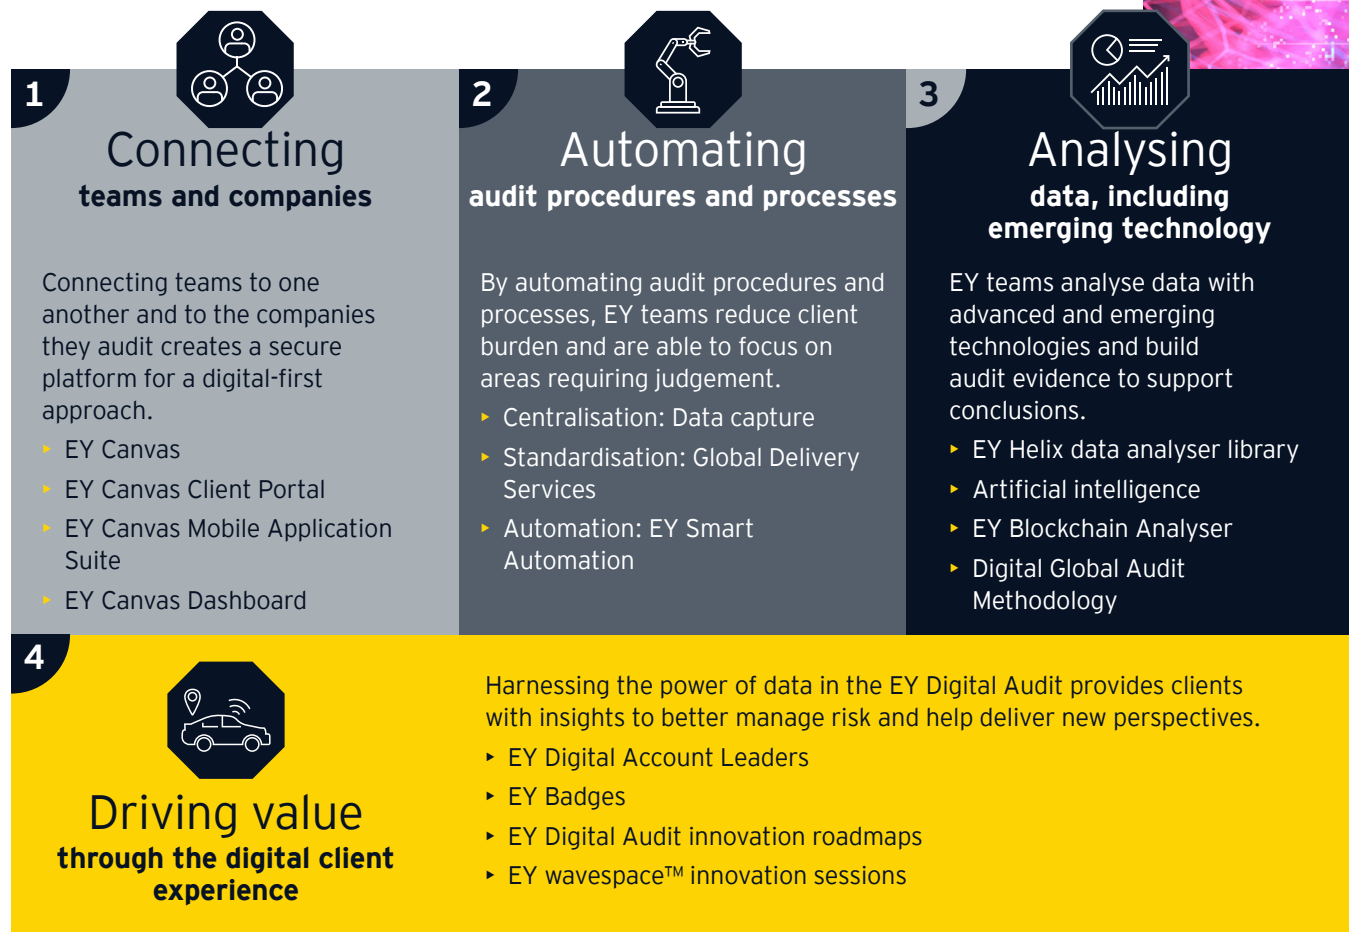 1
Connecting
teams and companies
Connecting teams to one
another and to the companies
they audit creates a secure
platform for a digital-first
approach.
‣ EY Canvas
‣ EY Canvas Client Portal
‣ EY Canvas Mobile Application
Suite
‣ EY Canvas Dashboard
2
Automating
audit procedures and processes
By automating audit procedures and
processes, EY teams reduce client
burden and are able to focus on
areas requiring judgement.
‣ Centralisation: Data capture
‣ Standardisation: Global Delivery
Services
‣ Automation: EY Smart
Automation
3
Analysing
data, including
emerging technology
EY teams analyse data with
advanced and emerging
technologies and build
audit evidence to support
conclusions.
‣ EY Helix data analyser library
‣ Artificial intelligence
‣ EY Blockchain Analyser
‣ Digital Global Audit
Methodology
4
Driving value
through the digital client
experience
Harnessing the power of data in the EY Digital Audit provides clients
with insights to better manage risk and help deliver new perspectives.
‣ EY Digital Account Leaders
‣ EY Badges
‣ EY Digital Audit innovation roadmaps
‣ EY wavespace™ innovation sessions